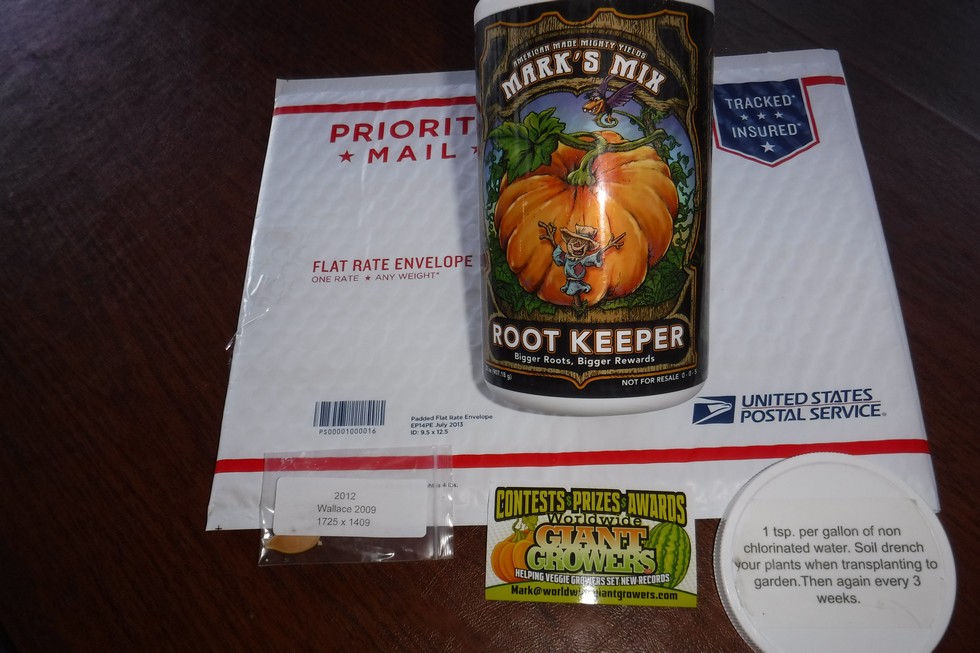 AMERICAN MADE MIGHTY YIELDS
MARK'S MIX
ROOT KEEPER
Bigger Roots, Bigger Rewards
NOT FOR RESALE 0-8-5
PRIORIT
★ MAIL
TRACKED*
★ ★ ★
INSURED*
★
FLAT RATE ENVELOPE
ONE RATE ★ ANY WEIGHT*
PS00001000016
Padded Flat Rate Envelope
EP14PE July 2013
ID: 9.5 x 12.5
UNITED STATES
POSTAL SERVICE®
2012
Wallace 2009
1725 x 1409
CONTESTS $ PRIZES $ AWARDS
Worldwide
GIANT
GROWERS
HELPING VEGGIE GROWERS SET NEW RECORDS
1 tsp. per gallon of non
chlorinated water. Soil drench
your plants when transplanting to
garden.Then again every 3
weeks.